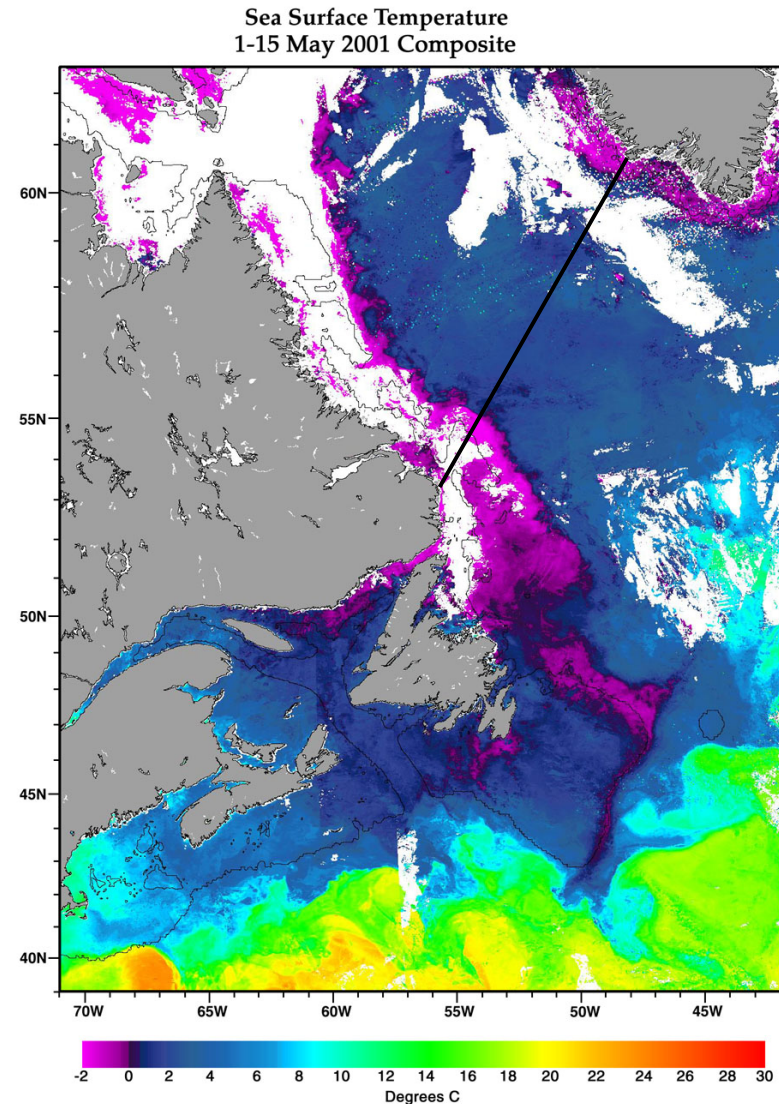 Sea Surface Temperature
1-15 May 2001 Composite
60N
55N
50N
45N
40N
70W 65W 60W 55W 50W 45W
-2 0 2 4 6 8 10 12 14 16 18 20 22 24 26 28 30
Degrees C